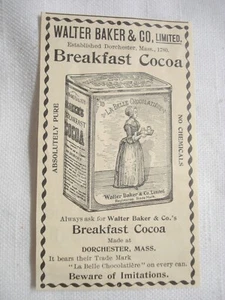 WALTER BAKER & CO., LIMITED.
Established Dorchester, Mass., 1780.
Breakfast Cocoa
ABSOLUTELY PURE
NO CHEMICALS
LA BELLE CHOCOLATIERE
BREAKFAST
COCOA
Walter Baker & Co. Limited.
Always ask for Walter Baker & Co.'s
Breakfast Cocoa
Made at
DORCHESTER, MASS.
It bears their Trade Mark
"La Belle Chocolatière" on every can.
Beware of Imitations.